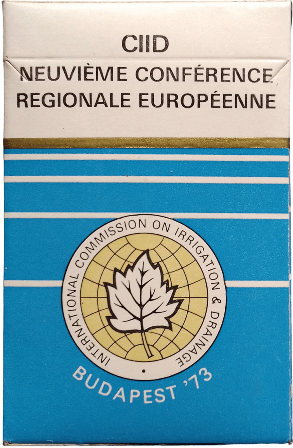 CIID
NEUVIÈME CONFÉRENCE
REGIONALE EUROPÉENNE
INTERNATIONAL COMMISSION ON IRRIGATION & DRAINAGE
BUDAPEST '73